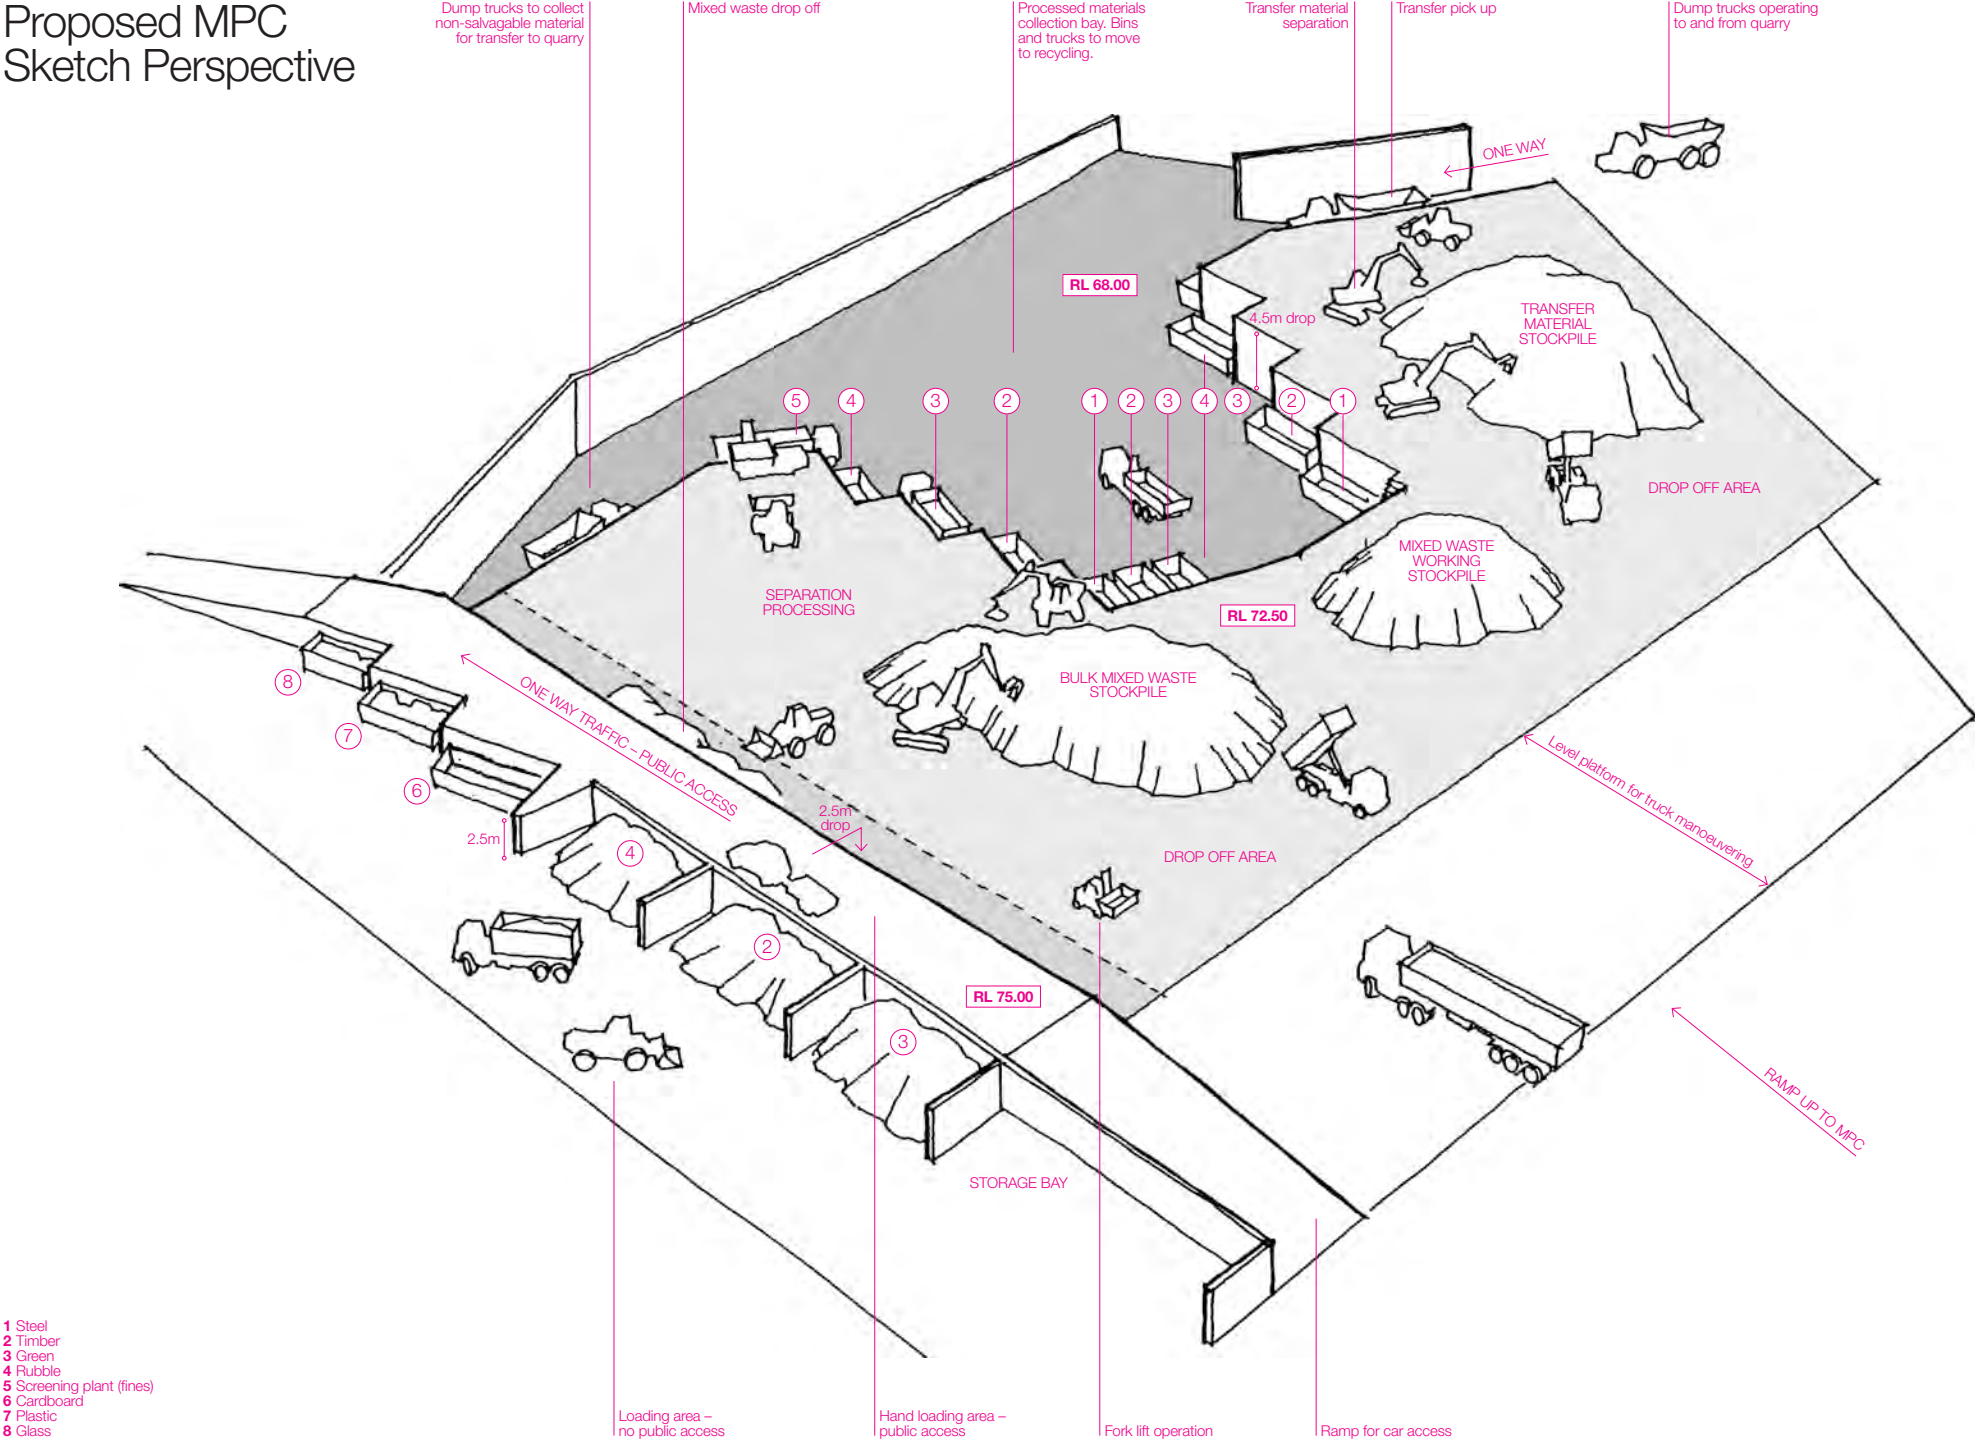 Proposed MPC
Sketch Perspective
Dump trucks to collect
non-salvagable material
for transfer to quarry
Mixed waste drop off
Processed materials
collection bay. Bins
and trucks to move
to recycling.
Transfer material
separation
Transfer pick up
Dump trucks operating
to and from quarry
ONE WAY
RL 68.00
4.5m drop
TRANSFER
MATERIAL
STOCKPILE
5
4
3
2
1
2
3
4
3
2
1
DROP OFF AREA
MIXED WASTE
WORKING
STOCKPILE
SEPARATION
PROCESSING
RL 72.50
8
ONE WAY TRAFFIC – PUBLIC ACCESS
BULK MIXED WASTE
STOCKPILE
7
6
Level platform for truck manoeuvering
2.5m
2.5m
drop
4
DROP OFF AREA
2
RL 75.00
3
RAMP UP TO MPC
STORAGE BAY
1 Steel
2 Timber
3 Green
4 Rubble
5 Screening plant (fines)
6 Cardboard
7 Plastic
8 Glass
Loading area –
no public access
Hand loading area –
public access
Fork lift operation
Ramp for car access